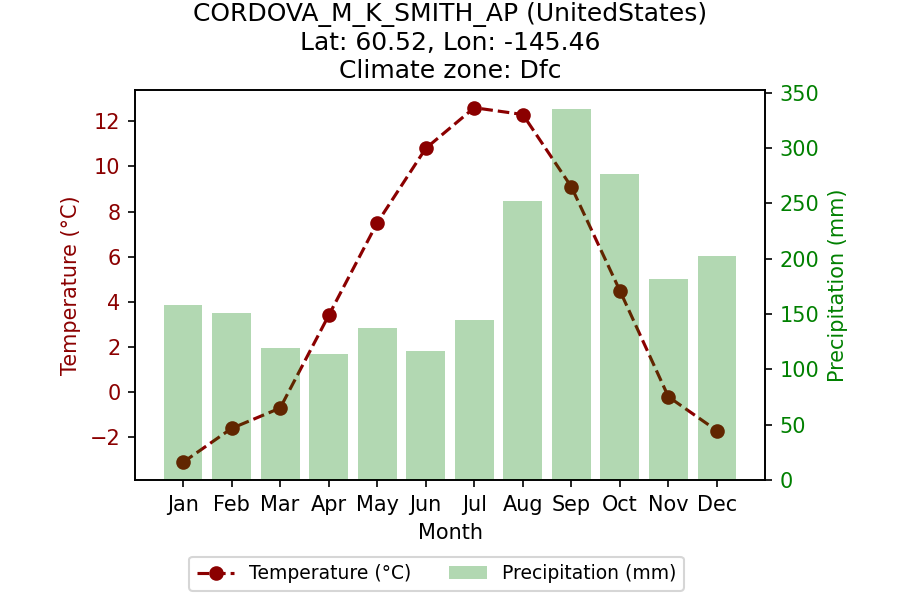 CORDOVA_M_K_SMITH_AP (UnitedStates)
Lat: 60.52, Lon: -145.46
Climate zone: Dfc
12
10
8
6
4
2
0
−2
Temperature (°C)
350
300
250
200
150
100
50
0
Precipitation (mm)
Jan Feb Mar Apr May Jun Jul Aug Sep Oct Nov Dec
Month
Temperature (°C) Precipitation (mm)